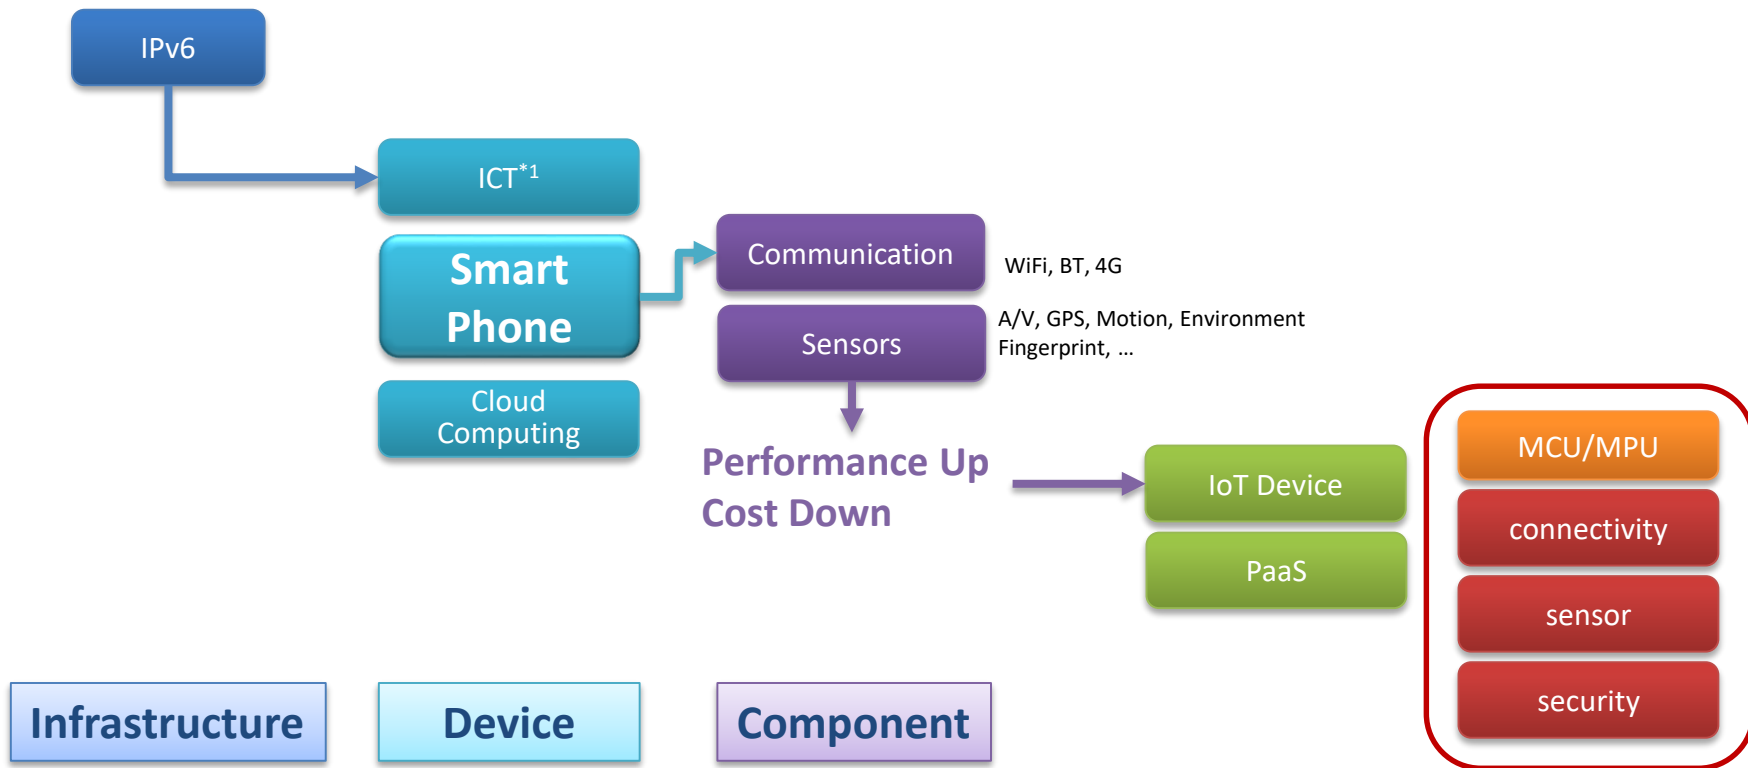 IPv6
ICT*1
Smart
Phone
Cloud
Computing
Communication
WiFi, BT, 4G
Sensors
A/V, GPS, Motion, Environment
Fingerprint, ...
Performance Up
Cost Down
IoT Device
PaaS
MCU/MPU
connectivity
sensor
security
Infrastructure
Device
Component